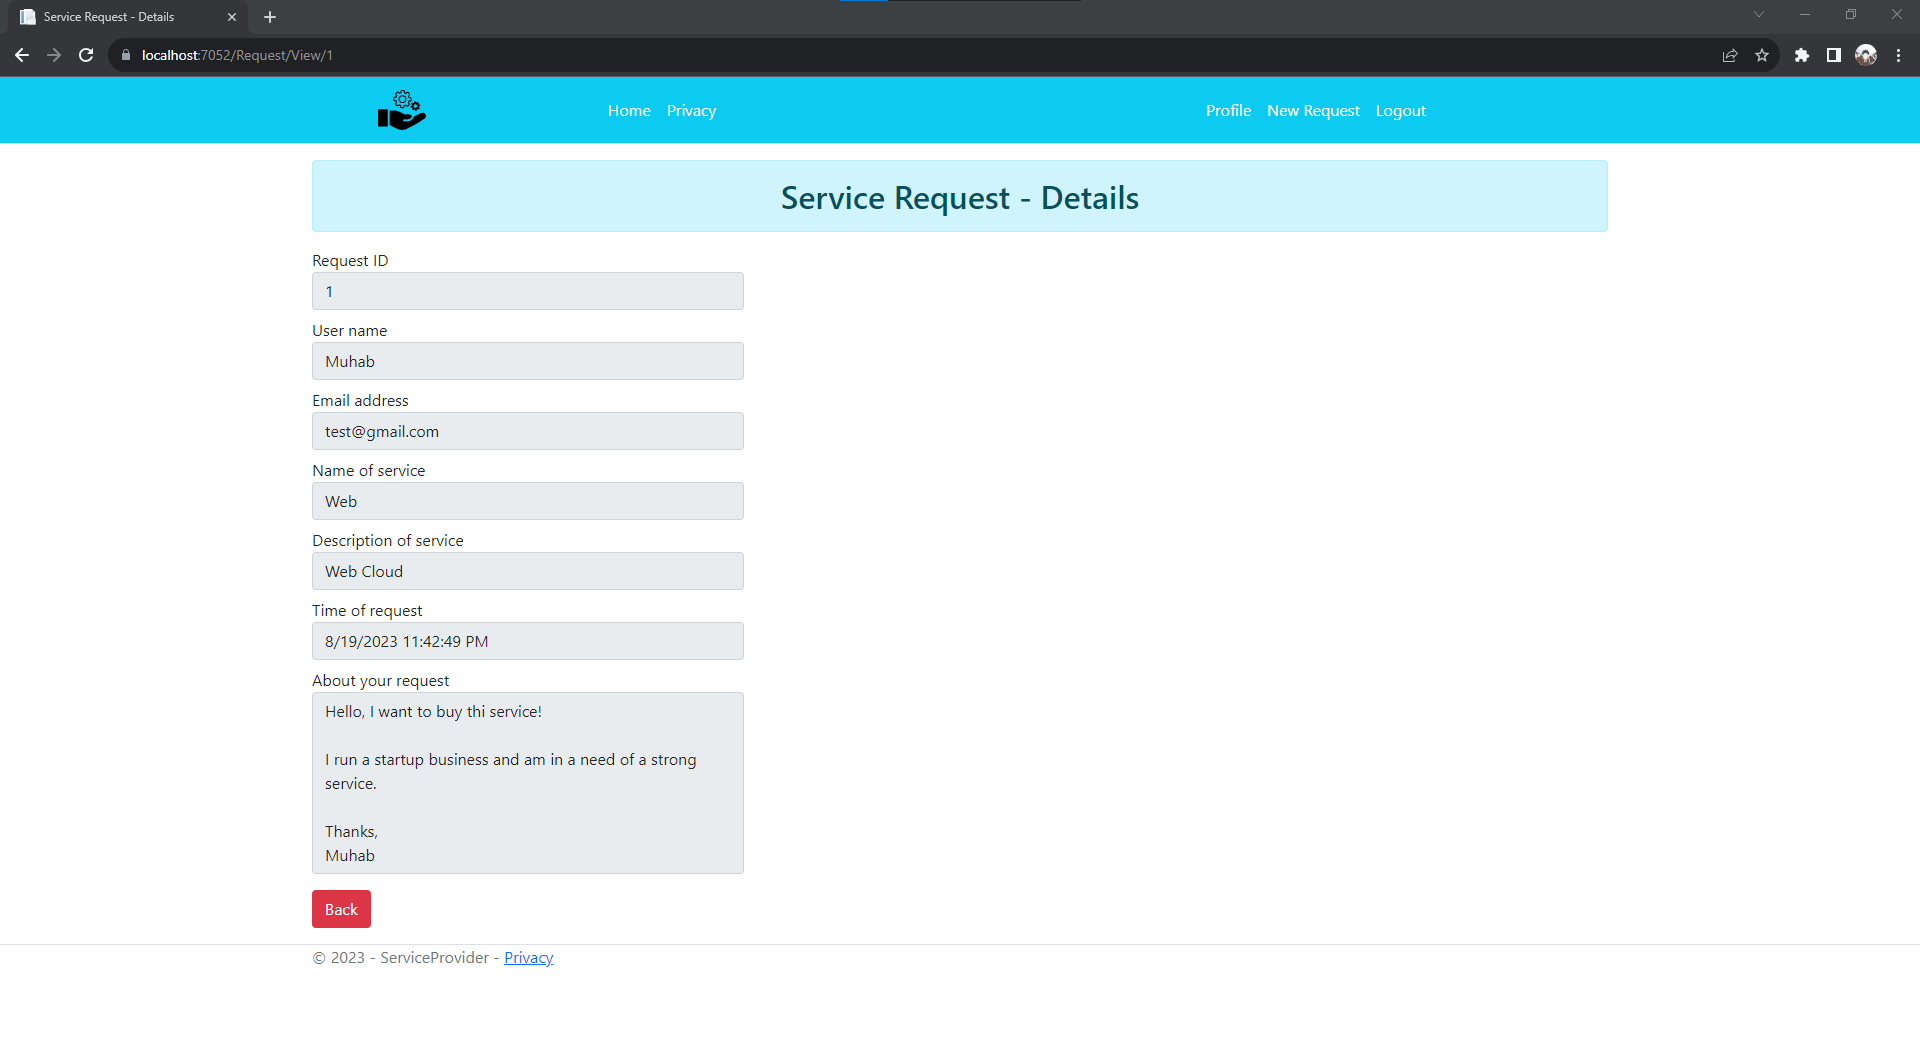 Service Request - Details
localhost:7052/Request/View/1
Home Privacy Profile New Request Logout
Service Request - Details
Request ID
1
User name
Muhab
Email address
test@gmail.com
Name of service
Web
Description of service
Web Cloud
Time of request
8/19/2023 11:42:49 PM
About your request
Hello, I want to buy thi service!
I run a startup business and am in a need of a strong
service.
Thanks,
Muhab
Back
© 2023 - ServiceProvider - Privacy